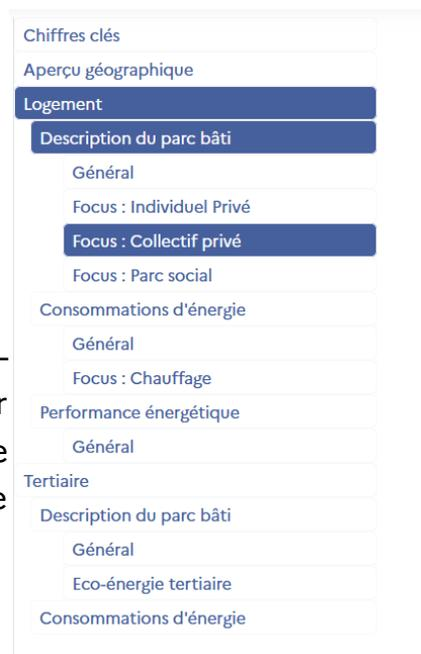 Chiffres clés
Aperçu géographique
Logement
Description du parc bâti
Général
Focus : Individuel Privé
Focus : Collectif privé
Focus : Parc social
Consommations d'énergie
Général
Focus : Chauffage
Performance énergétique
Général
Tertiaire
Description du parc bâti
Général
Eco-énergie tertiaire
Consommations d'énergie